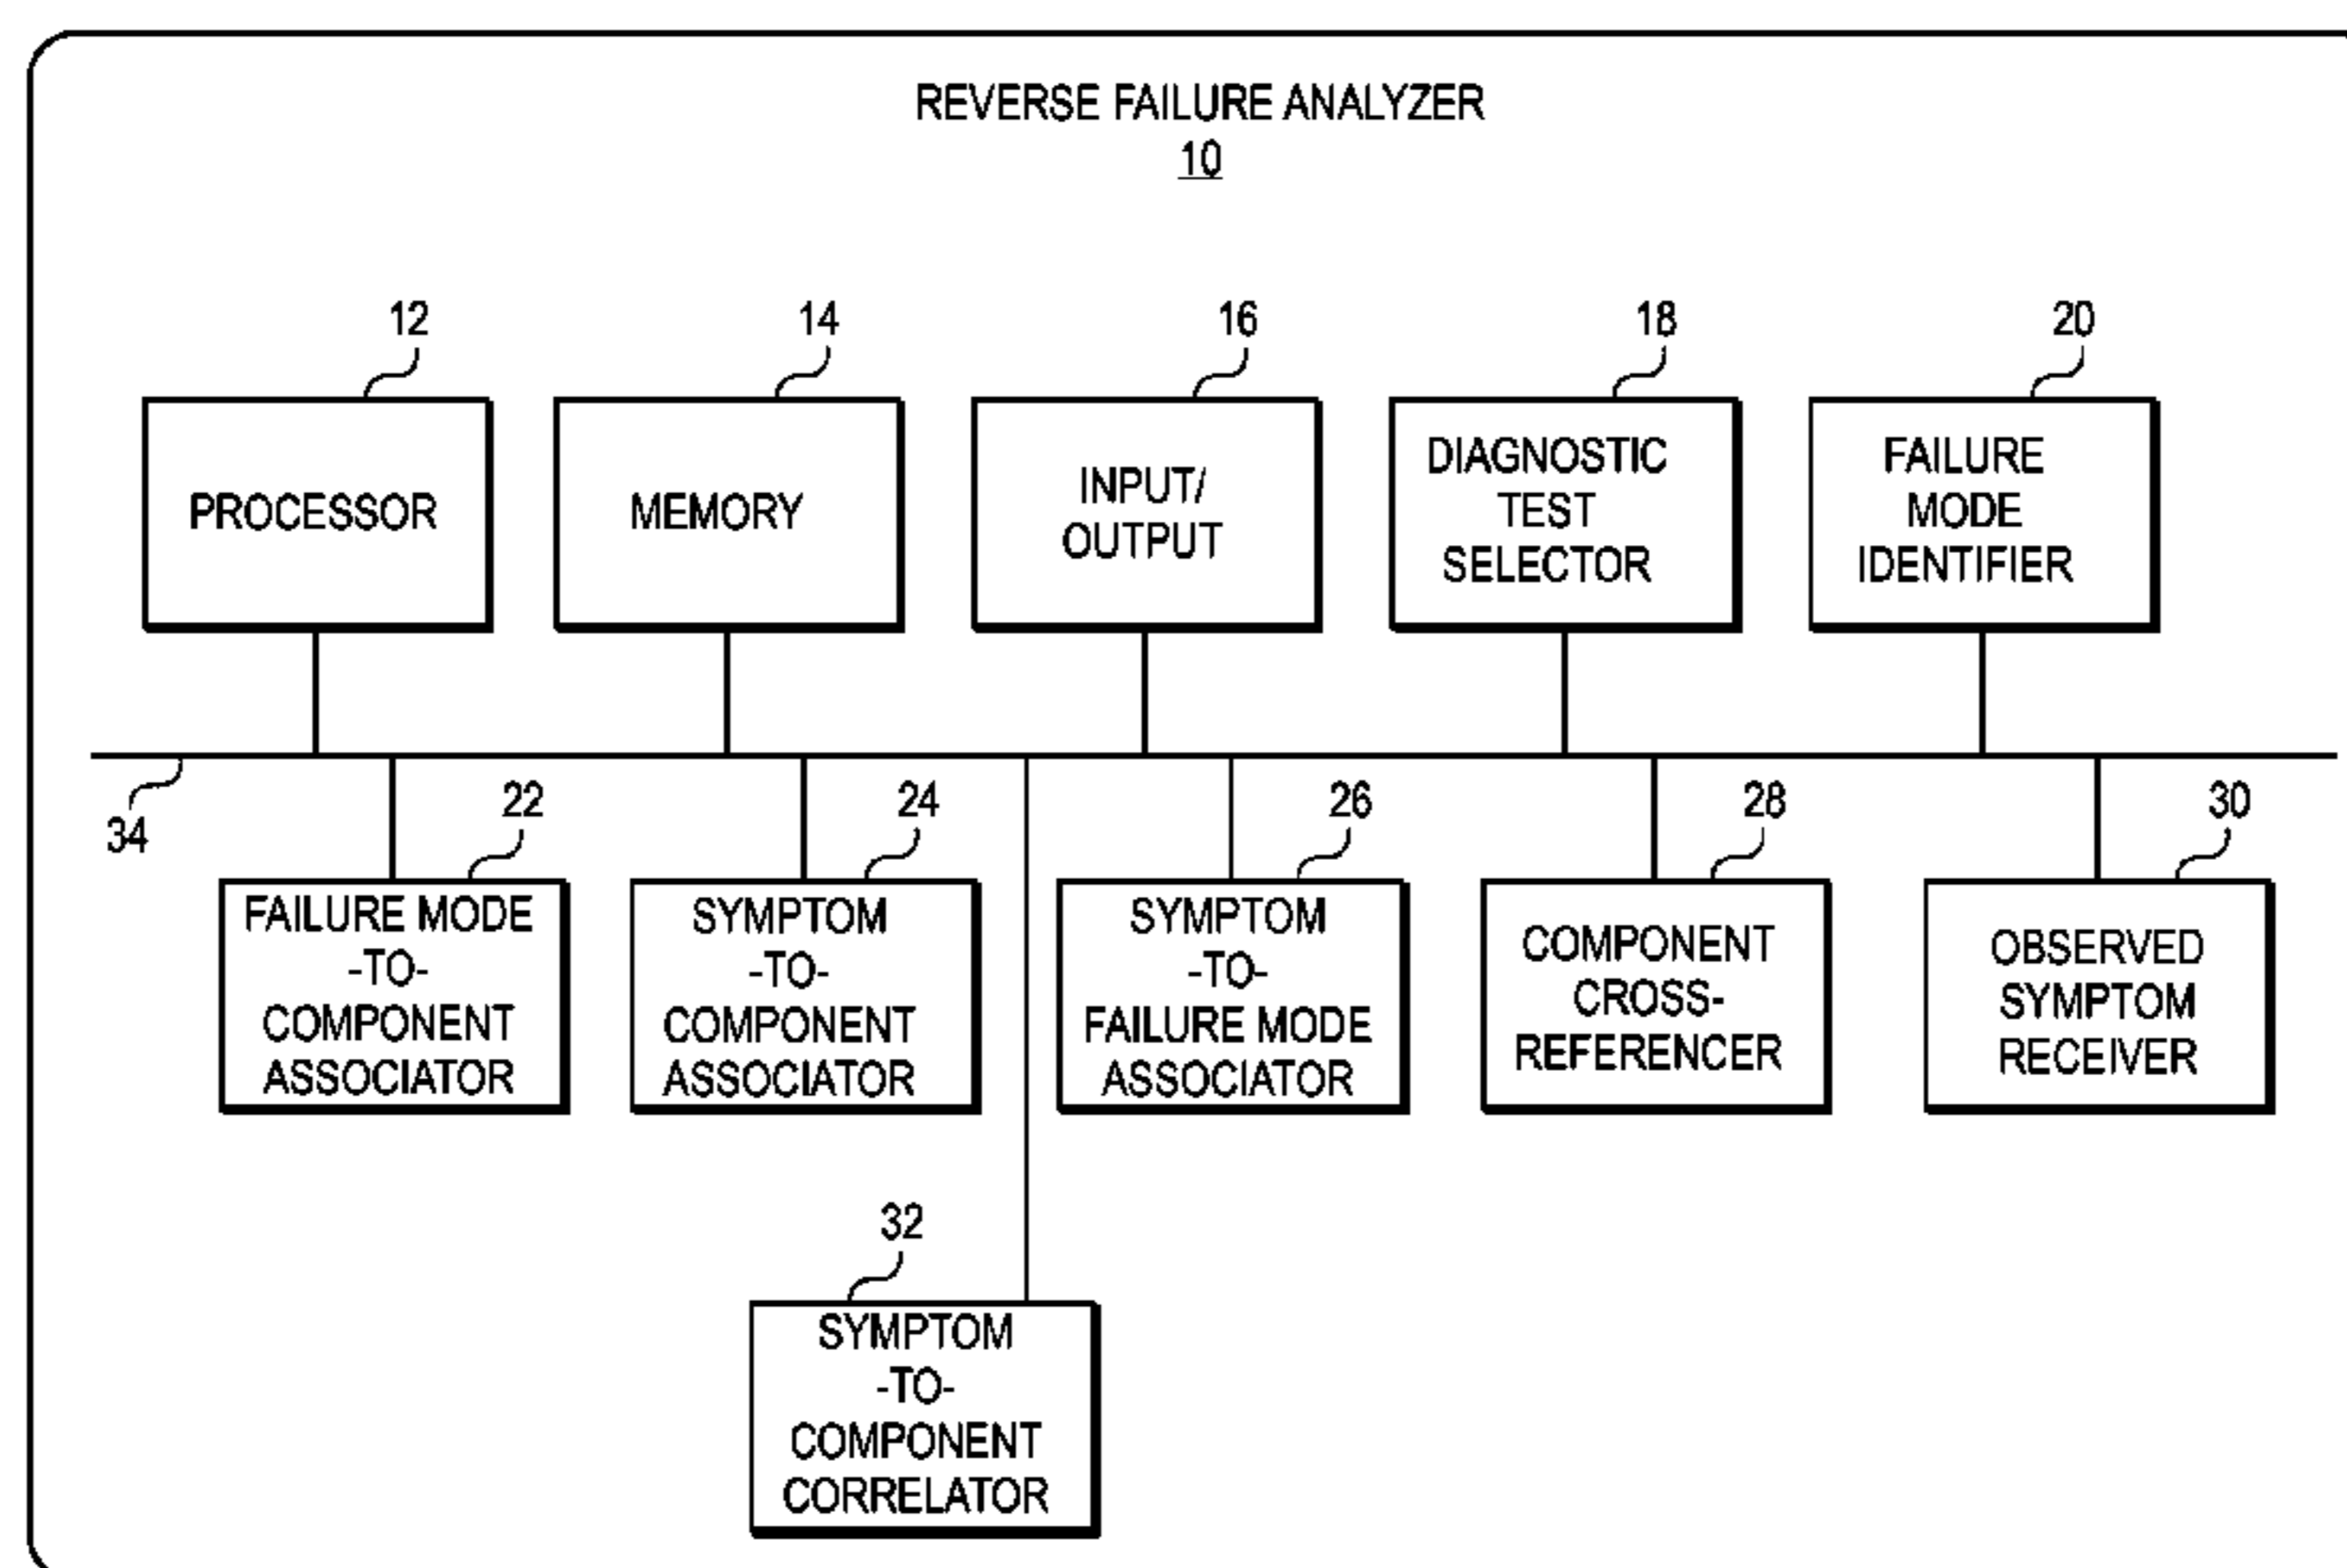 REVERSE FAILURE ANALYZER
10
12
14
16
18
20
PROCESSOR
MEMORY
INPUT/
OUTPUT
DIAGNOSTIC
TEST
SELECTOR
FAILURE
MODE
IDENTIFIER
34
22
24
26
28
30
FAILURE MODE
-TO-
COMPONENT
ASSOCIATOR
SYMPTOM
-TO-
COMPONENT
ASSOCIATOR
SYMPTOM
-TO-
FAILURE MODE
ASSOCIATOR
COMPONENT
CROSS-
REFERENCER
OBSERVED
SYMPTOM
RECEIVER
32
SYMPTOM
-TO-
COMPONENT
CORRELATOR